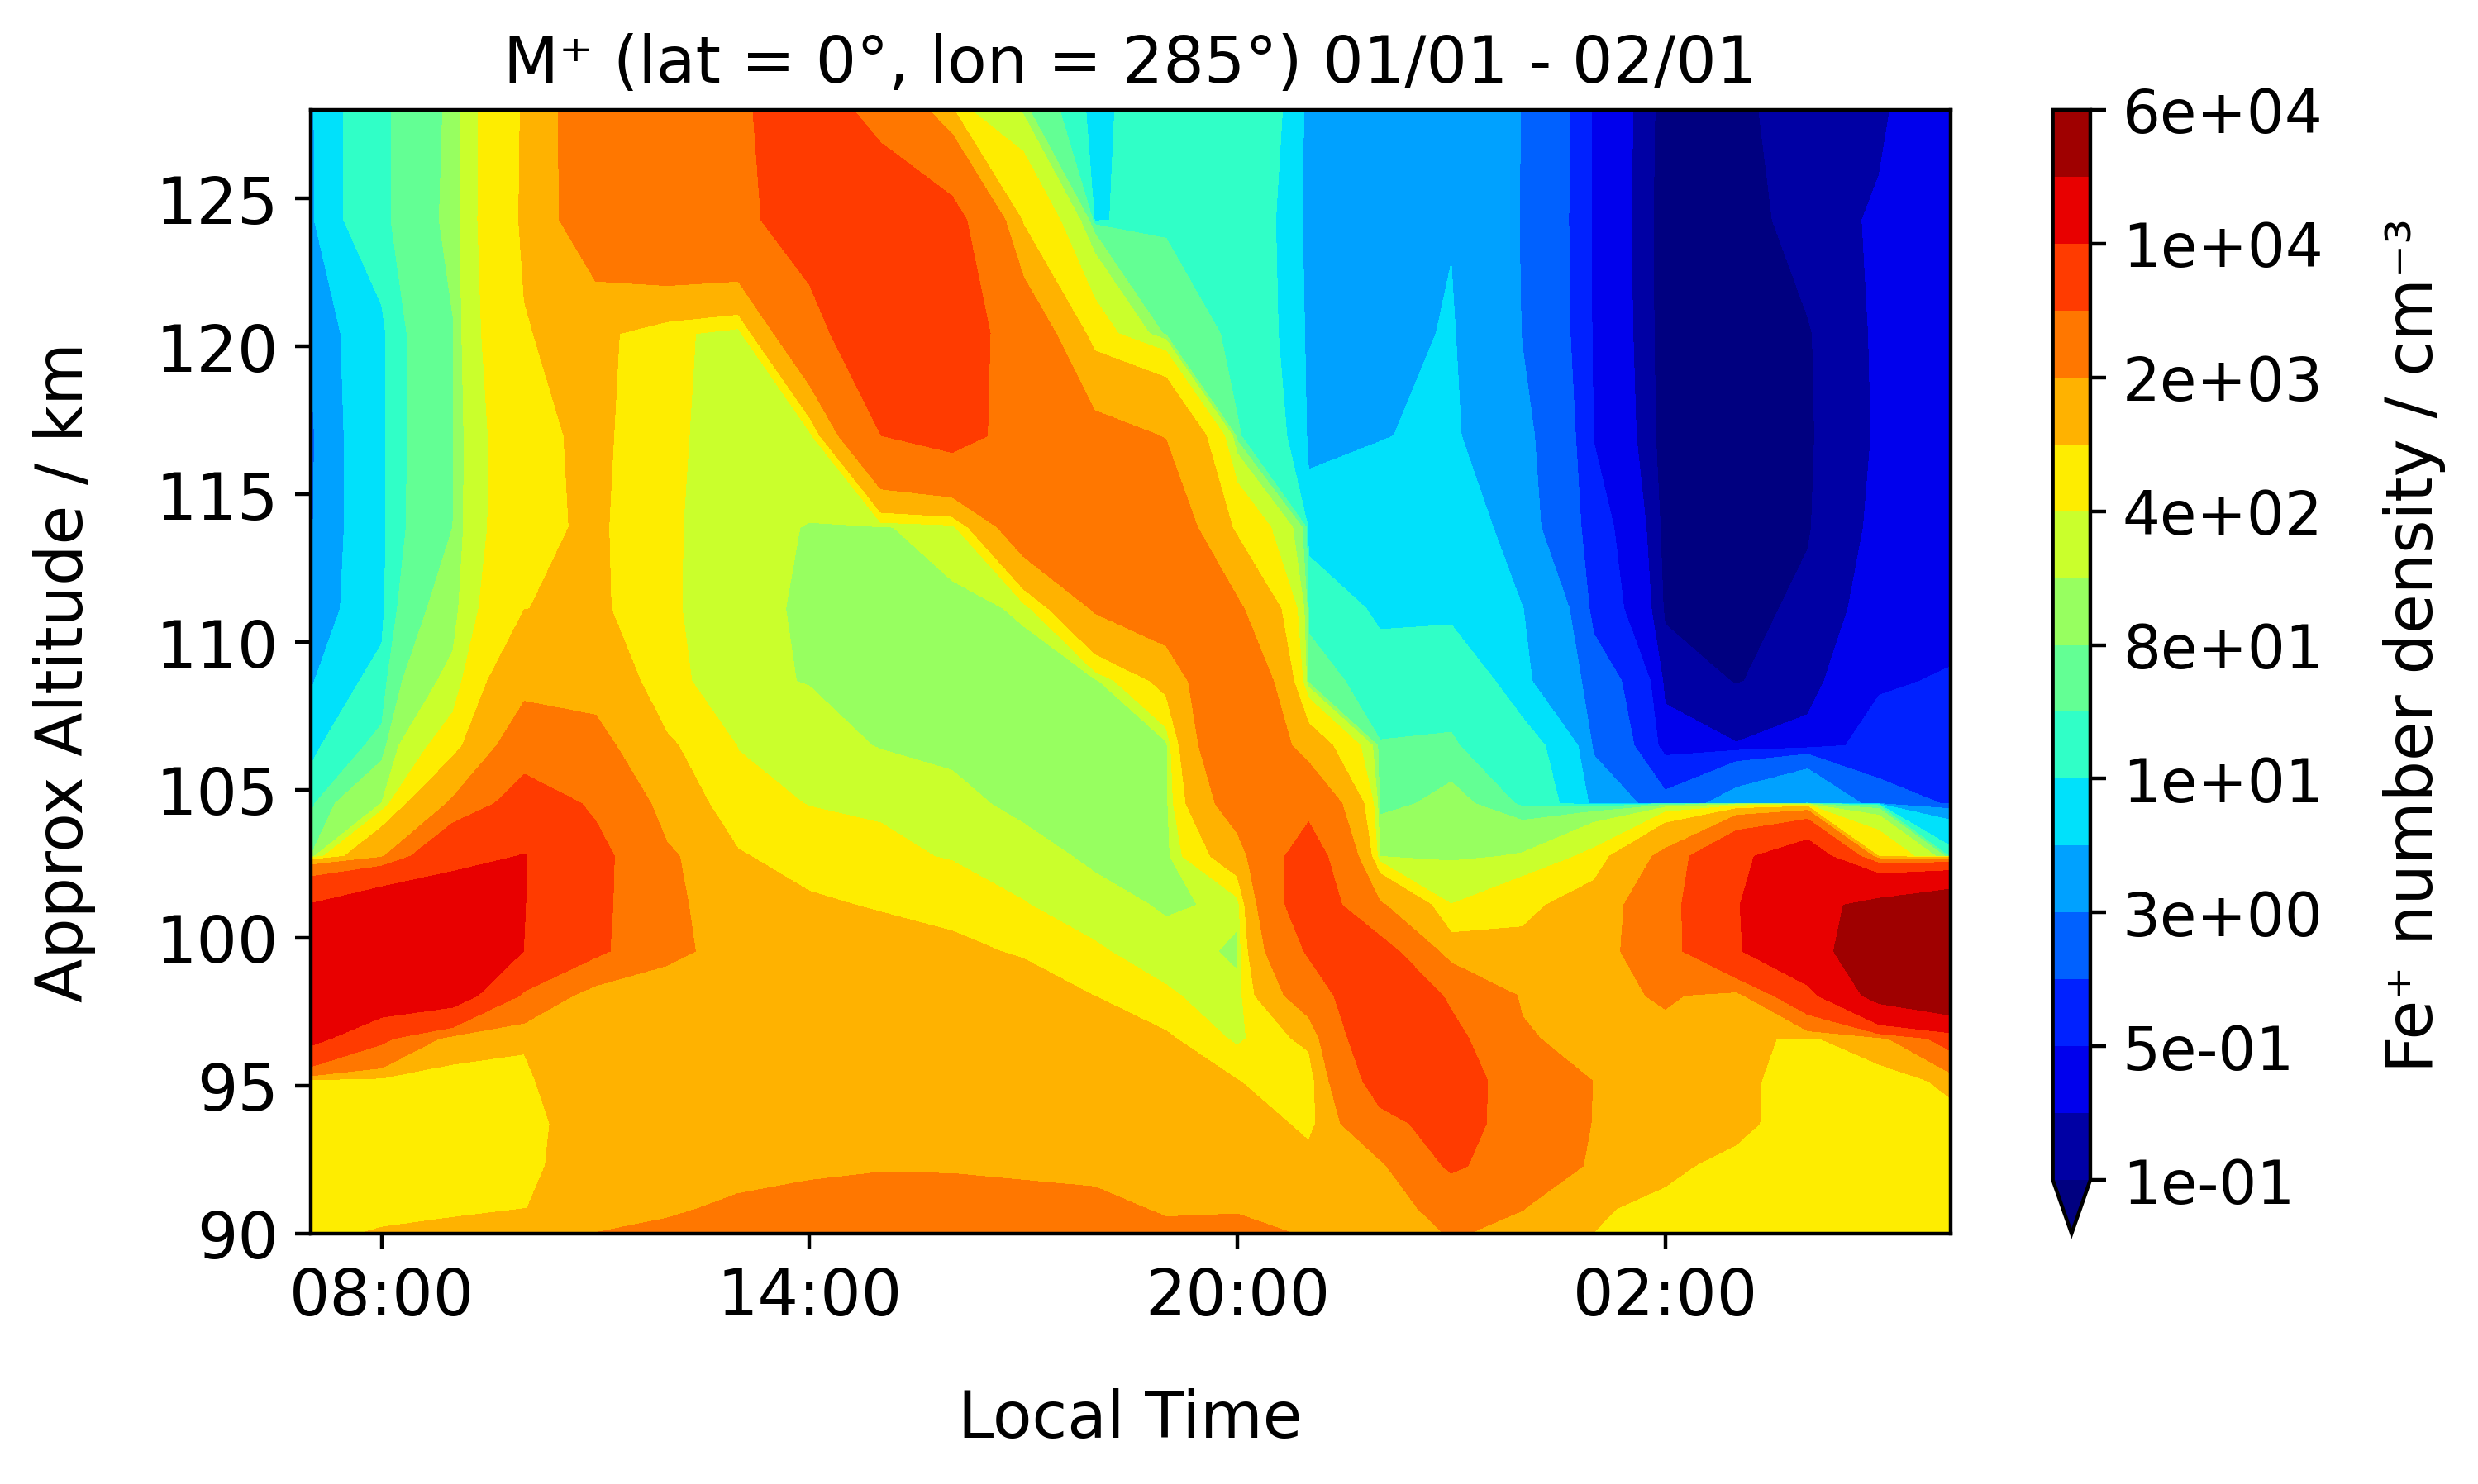 M⁺ (lat = 0°, lon = 285°) 01/01 - 02/01
Approx Altitude / km
125
120
115
110
105
100
95
90
08:00 14:00 20:00 02:00
Local Time
6e+04
1e+04
2e+03
4e+02
8e+01
1e+01
3e+00
5e-01
1e-01
Fe⁺ number density / cm⁻³